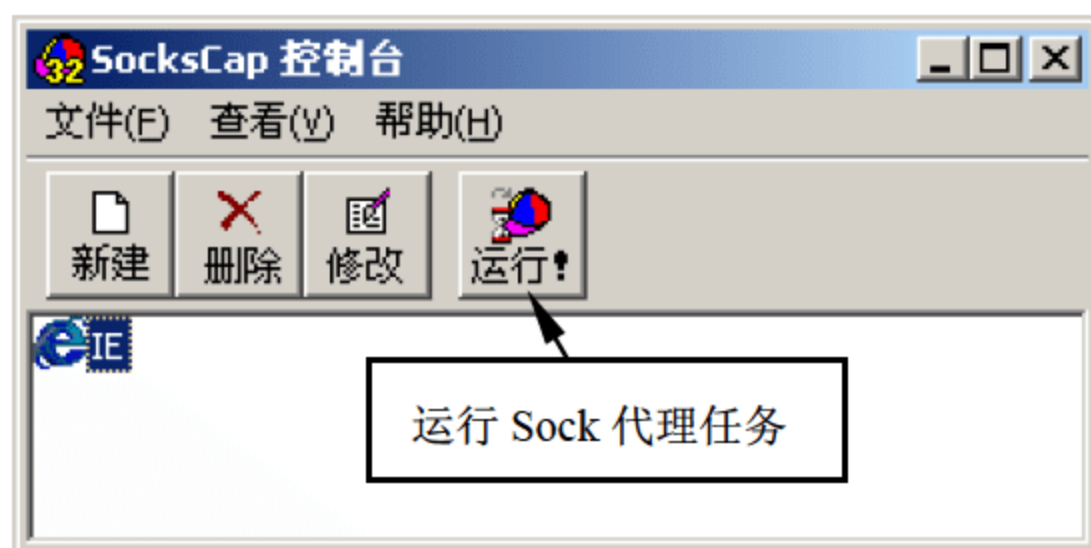 SocksCap 控制台
文件(F) 查看(V) 帮助(H)
新建 删除 修改 运行!
IE
运行 Sock 代理任务